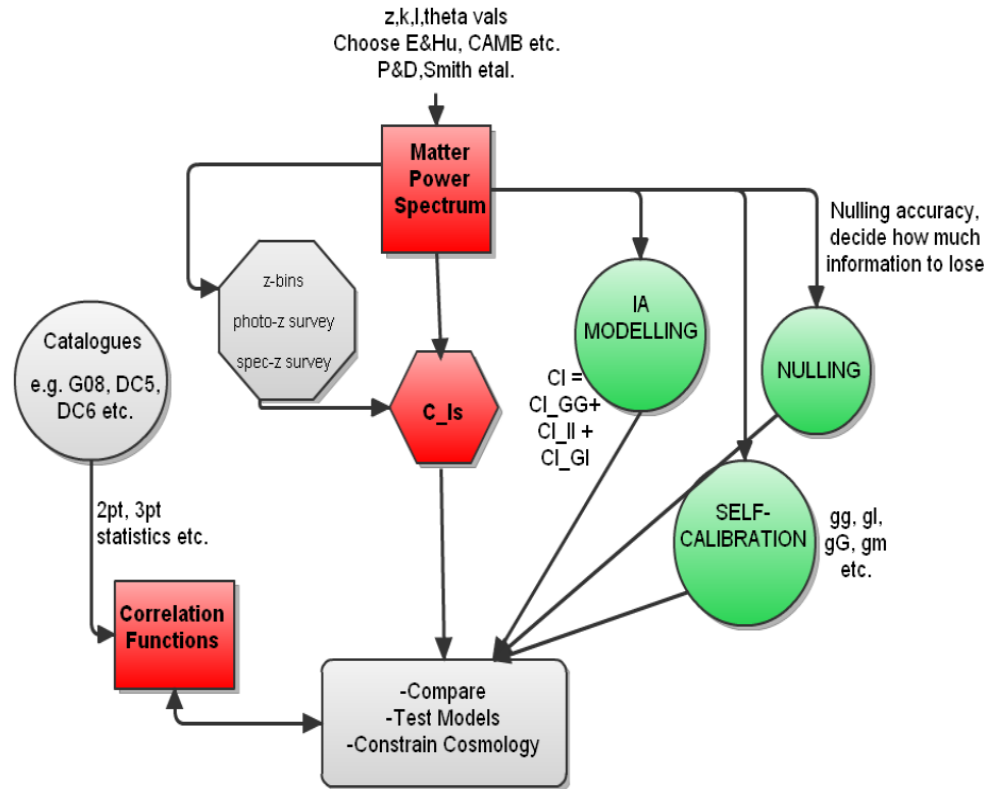 z,k,l,theta vals
Choose E&Hu, CAMB etc.
P&D,Smith etal.
Matter
Power
Spectrum
Nulling accuracy,
decide how much
information to lose
z-bins
photo-z survey
spec-z survey
IA
MODELLING
NULLING
Catalogues
e.g. G08, DC5,
DC6 etc.
Cl =
Cl_GG+
Cl_II +
Cl_GI
C_ls
2pt, 3pt
statistics etc.
SELF-
CALIBRATION
gg, gI,
gG, gm
etc.
Correlation
Functions
-Compare
-Test Models
-Constrain Cosmology